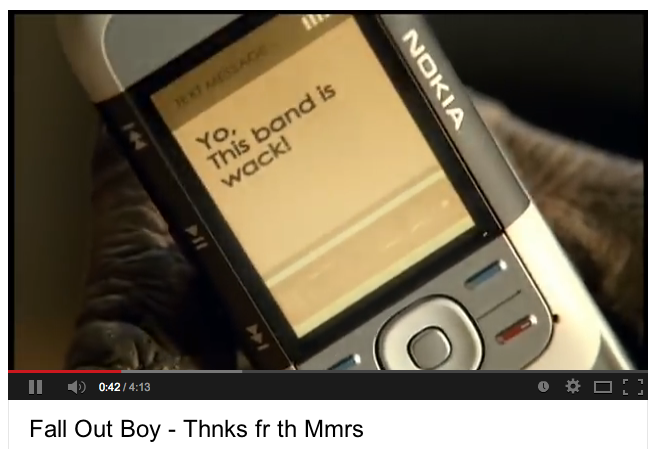 TEXT MESSAGE
NOKIA
Yo,
This band is
wack!
0:42 / 4:13
Fall Out Boy - Thnks fr th Mmrs